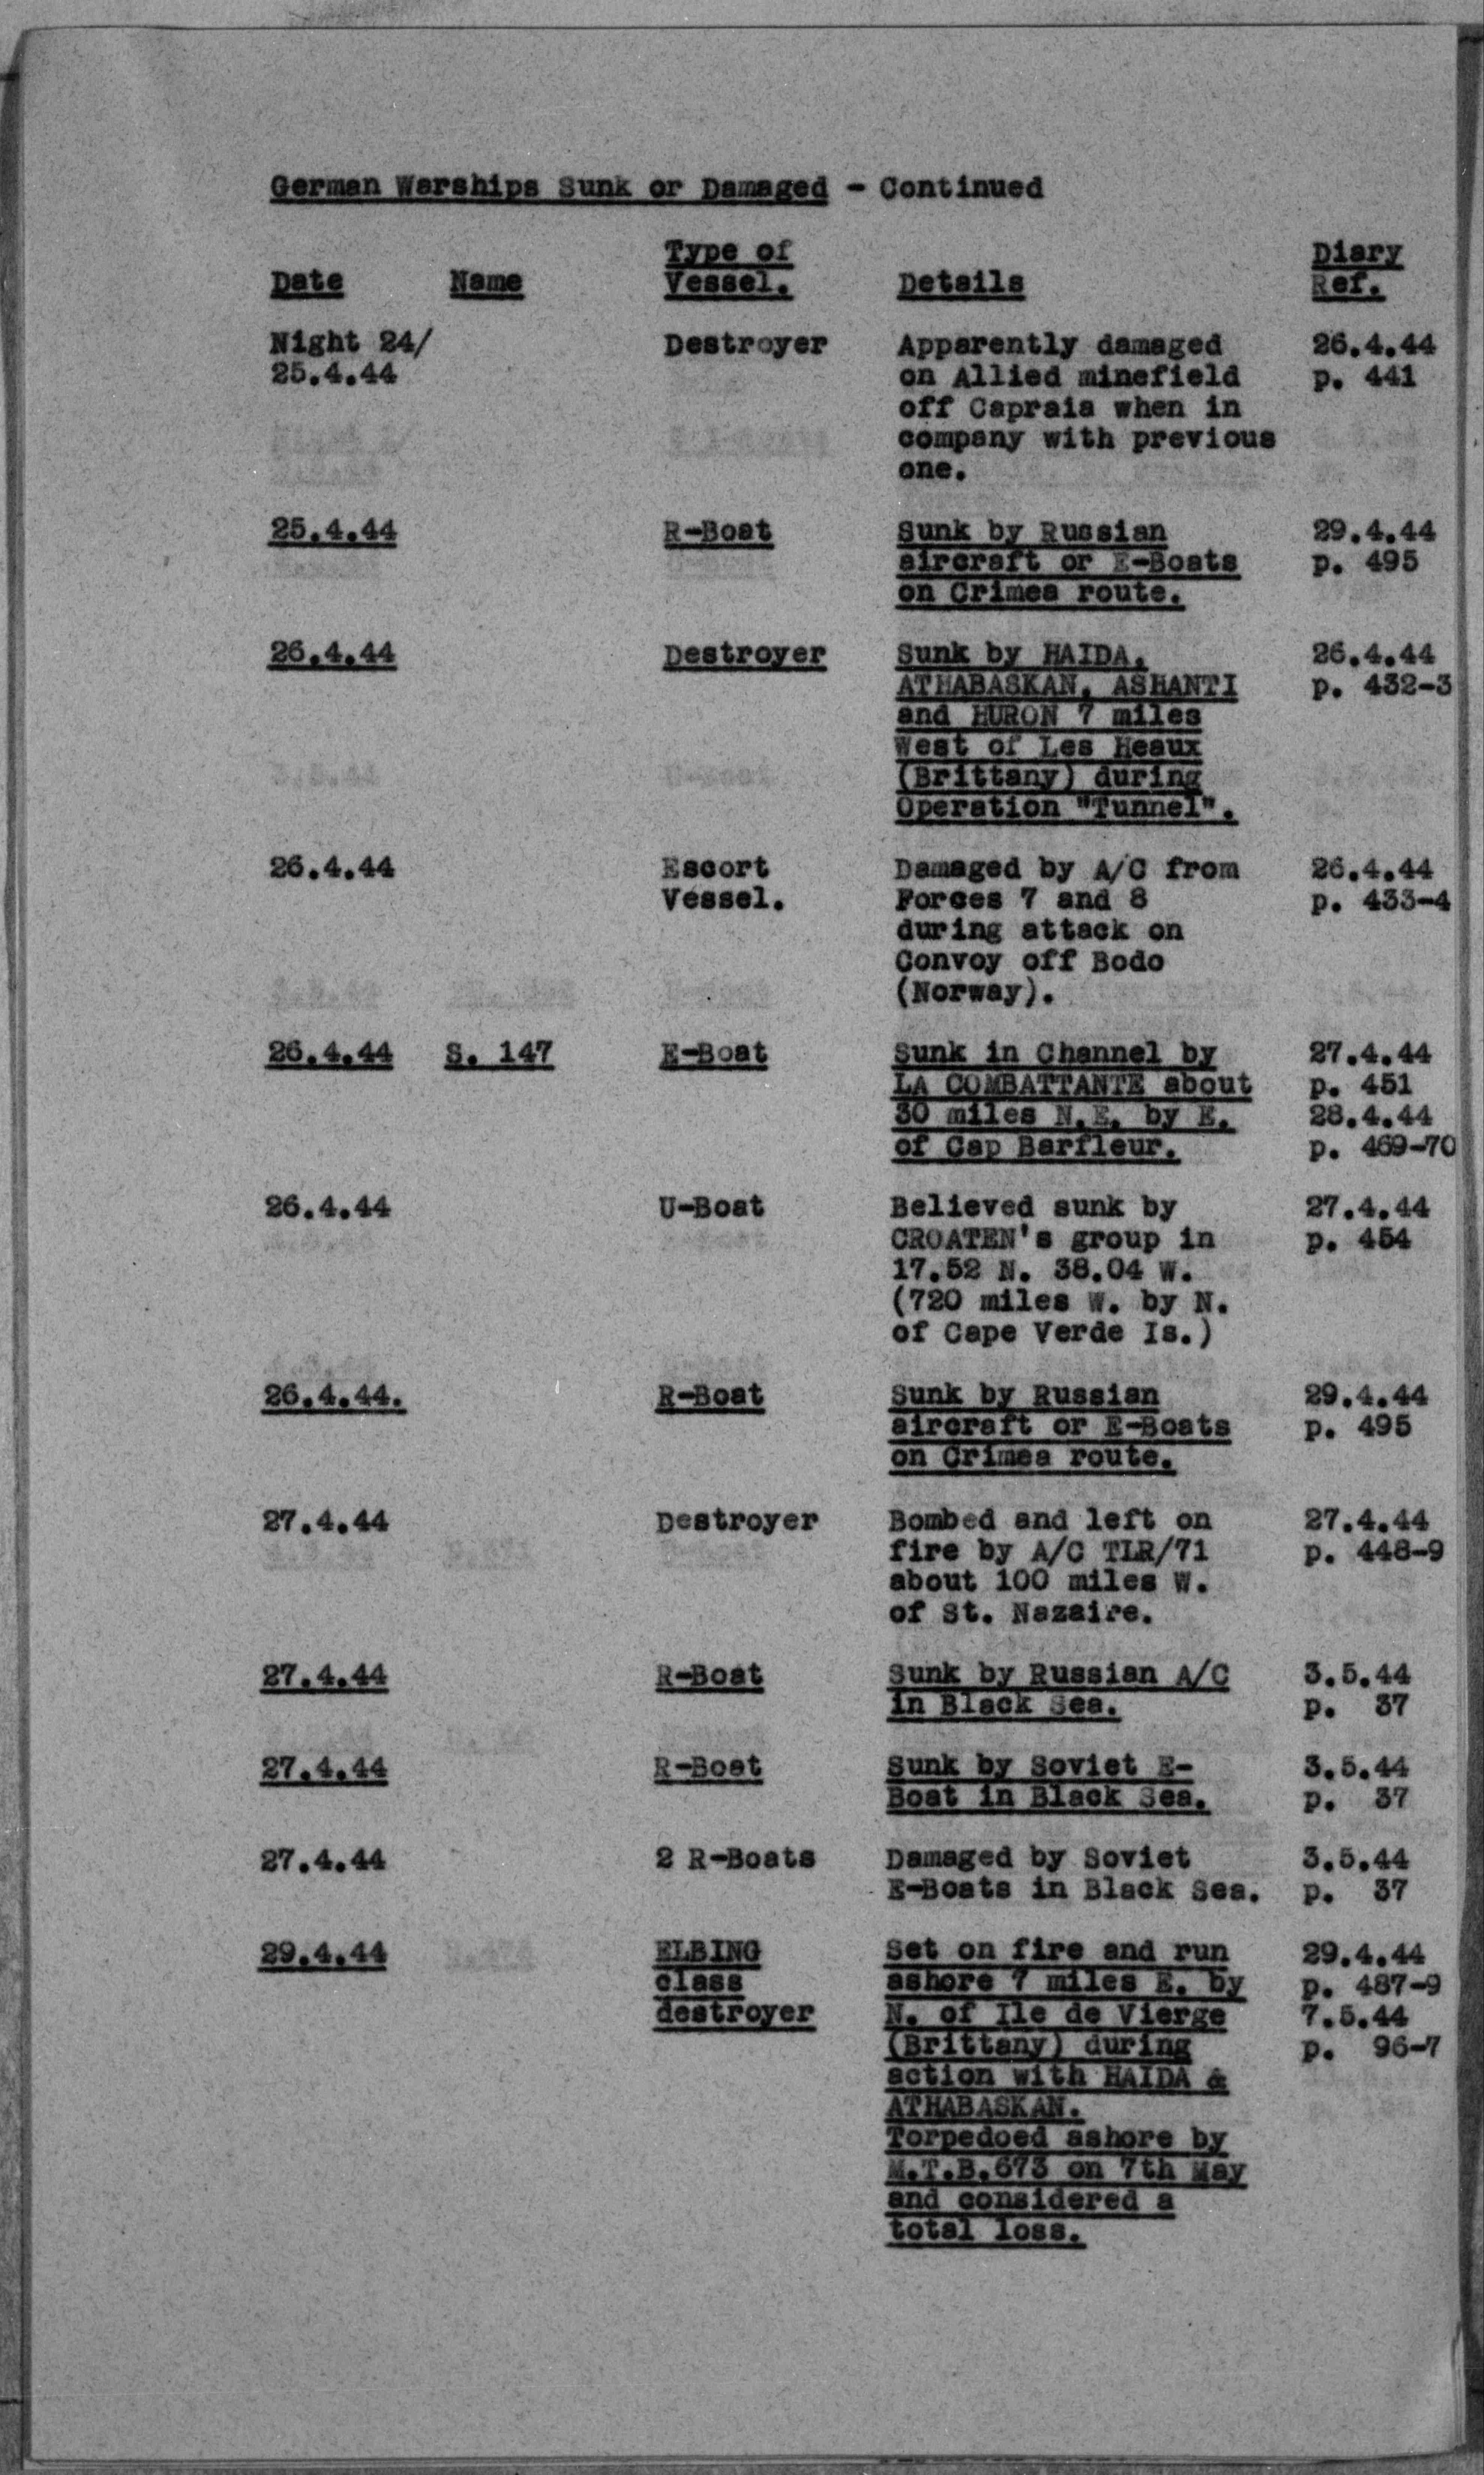 German Warships Sunk or Damaged - Continued
Date Name Type of Vessel. Details Diary Ref.
Night 24/ Destroyer Apparently damaged 26.4.44
25.4.44 on Allied minefield p. 441
off Capraia when in
company with previous
one.
25.4.44 R-Boat Sunk by Russian 29.4.44
aircraft or E-Boats p. 495
on Crimea route.
26.4.44 Destroyer Sunk by HAIDA, 26.4.44
ATHABASKAN, ASHANTI p. 432-3
and HURON 7 miles
West of Les Heaux
(Brittany) during
Operation "Tunnel".
26.4.44 Escort Damaged by A/C from 26.4.44
Vessel. Forces 7 and 8 p. 433-4
during attack on
Convoy off Bodo
(Norway).
26.4.44 S. 147 E-Boat Sunk in Channel by 27.4.44
LA COMBATTANTE about p. 451
30 miles N.E. by E. 28.4.44
of Cap Barfleur. p. 469-70
26.4.44 U-Boat Believed sunk by 27.4.44
CROATEN's group in p. 454
17.52 N. 38.04 W.
(720 miles W. by N.
of Cape Verde Is.)
26.4.44. R-Boat Sunk by Russian 29.4.44
aircraft or E-Boats p. 495
on Crimea route.
27.4.44 Destroyer Bombed and left on 27.4.44
fire by A/C TLR/71 p. 448-9
about 100 miles W.
of St. Nazaire.
27.4.44 R-Boat Sunk by Russian A/C 3.5.44
in Black Sea. p. 37
27.4.44 R-Boat Sunk by Soviet E- 3.5.44
Boat in Black Sea. p. 37
27.4.44 2 R-Boats Damaged by Soviet 3.5.44
E-Boats in Black Sea. p. 37
29.4.44 ELBING Set on fire and run 29.4.44
class ashore 7 miles E. by p. 487-9
destroyer N. of Ile de Vierge 7.5.44
(Brittany) during p. 96-7
action with HAIDA &
ATHABASKAN.
Torpedoed ashore by
M.T.B.673 on 7th May
and considered a
total loss.